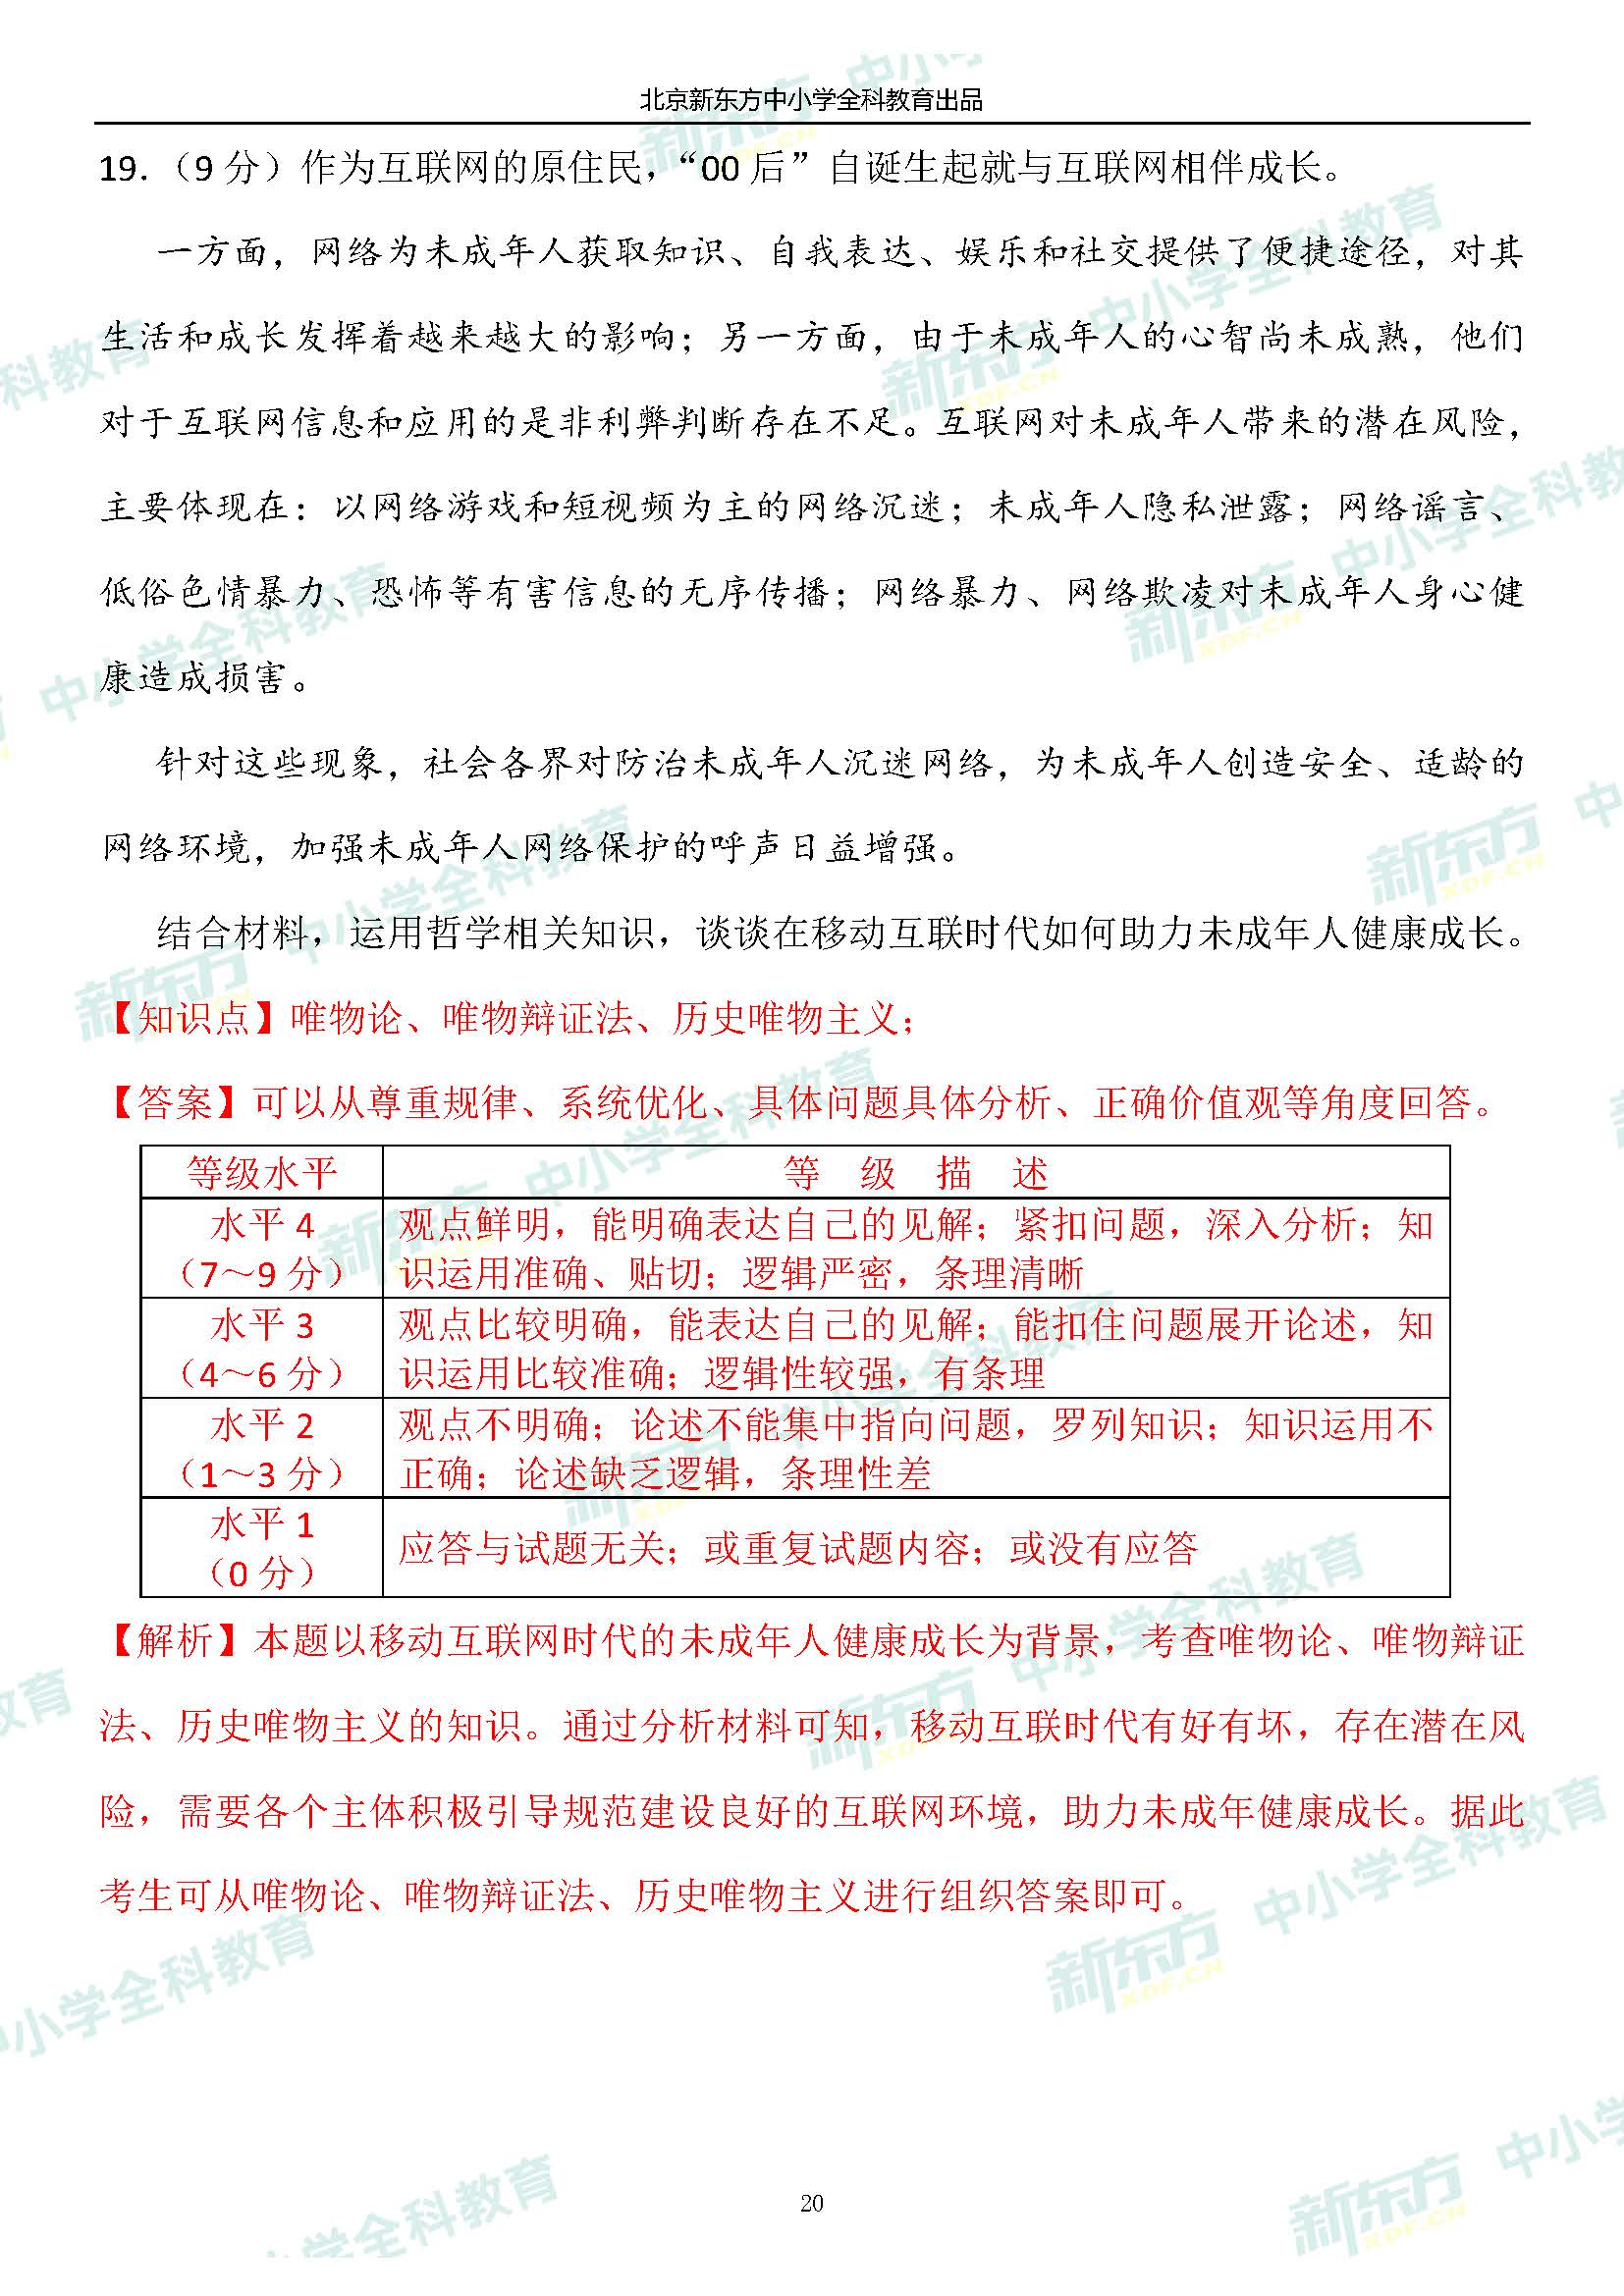 北京新东方中小学全科教育出品
19.（9 分）作为互联网的原住民，“00 后”自诞生起就与互联网相伴成长。
一方面，网络为未成年人获取知识、自我表达、娱乐和社交提供了便捷途径，对其
生活和成长发挥着越来越大的影响；另一方面，由于未成年人的心智尚未成熟，他们
对于互联网信息和应用的是非利弊判断存在不足。互联网对未成年人带来的潜在风险，
主要体现在：以网络游戏和短视频为主的网络沉迷；未成年人隐私泄露；网络谣言、
低俗色情暴力、恐怖等有害信息的无序传播；网络暴力、网络欺凌对未成年人身心健
康造成损害。
针对这些现象，社会各界对防治未成年人沉迷网络，为未成年人创造安全、适龄的
网络环境，加强未成年人网络保护的呼声日益增强。
结合材料，运用哲学相关知识，谈谈在移动互联时代如何助力未成年人健康成长。
【知识点】唯物论、唯物辩证法、历史唯物主义；
【答案】可以从尊重规律、系统优化、具体问题具体分析、正确价值观等角度回答。
等级水平 等 级 描 述
水平 4
（7～9 分）
观点鲜明，能明确表达自己的见解；紧扣问题，深入分析；知
识运用准确、贴切；逻辑严密，条理清晰
水平 3
（4～6 分）
观点比较明确，能表达自己的见解；能扣住问题展开论述，知
识运用比较准确；逻辑性较强，有条理
水平 2
（1～3 分）
观点不明确；论述不能集中指向问题，罗列知识；知识运用不
正确；论述缺乏逻辑，条理性差
水平 1
（0 分）
应答与试题无关；或重复试题内容；或没有应答
【解析】本题以移动互联网时代的未成年人健康成长为背景，考查唯物论、唯物辩证
法、历史唯物主义的知识。通过分析材料可知，移动互联时代有好有坏，存在潜在风
险，需要各个主体积极引导规范建设良好的互联网环境，助力未成年健康成长。据此
考生可从唯物论、唯物辩证法、历史唯物主义进行组织答案即可。
20